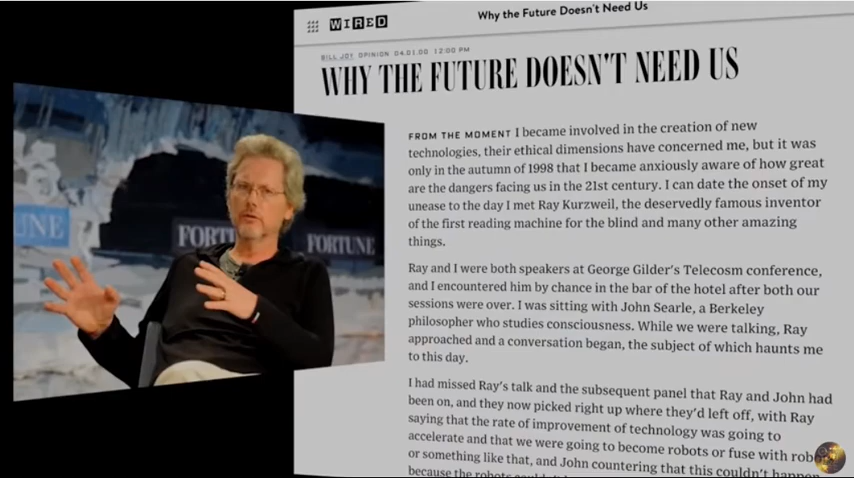 WIRED
Why the Future Doesn't Need Us
BILL JOY OPINION 04.01.00 12:00 PM
WHY THE FUTURE DOESN'T NEED US
FROM THE MOMENT I became involved in the creation of new
technologies, their ethical dimensions have concerned me, but it was
only in the autumn of 1998 that I became anxiously aware of how great
are the dangers facing us in the 21st century. I can date the onset of my
unease to the day I met Ray Kurzweil, the deservedly famous inventor
of the first reading machine for the blind and many other amazing
things.
Ray and I were both speakers at George Gilder's Telecosm conference,
and I encountered him by chance in the bar of the hotel after both our
sessions were over. I was sitting with John Searle, a Berkeley
philosopher who studies consciousness. While we were talking, Ray
approached and a conversation began, the subject of which haunts me
to this day.
I had missed Ray's talk and the subsequent panel that Ray and John had
been on, and they now picked right up where they'd left off, with Ray
saying that the rate of improvement of technology was going to
accelerate and that we were going to become robots or fuse with
or something like that, and John countering that this couldn't
because the robots
UNE
FORT
FORTUNE